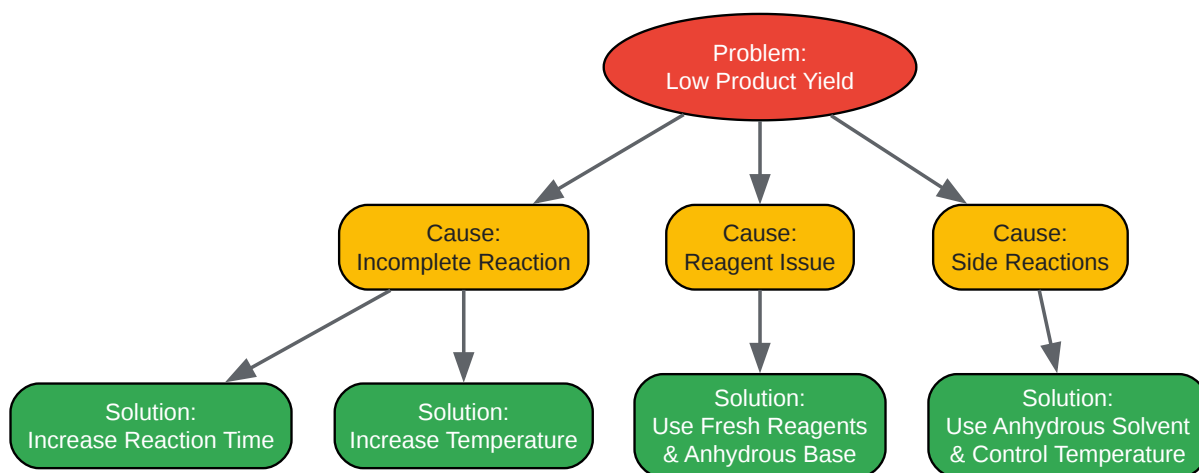 Problem:
Low Product Yield
Cause:
Incomplete Reaction
Cause:
Reagent Issue
Cause:
Side Reactions
Solution:
Increase Reaction Time
Solution:
Increase Temperature
Solution:
Use Fresh Reagents
& Anhydrous Base
Solution:
Use Anhydrous Solvent
& Control Temperature